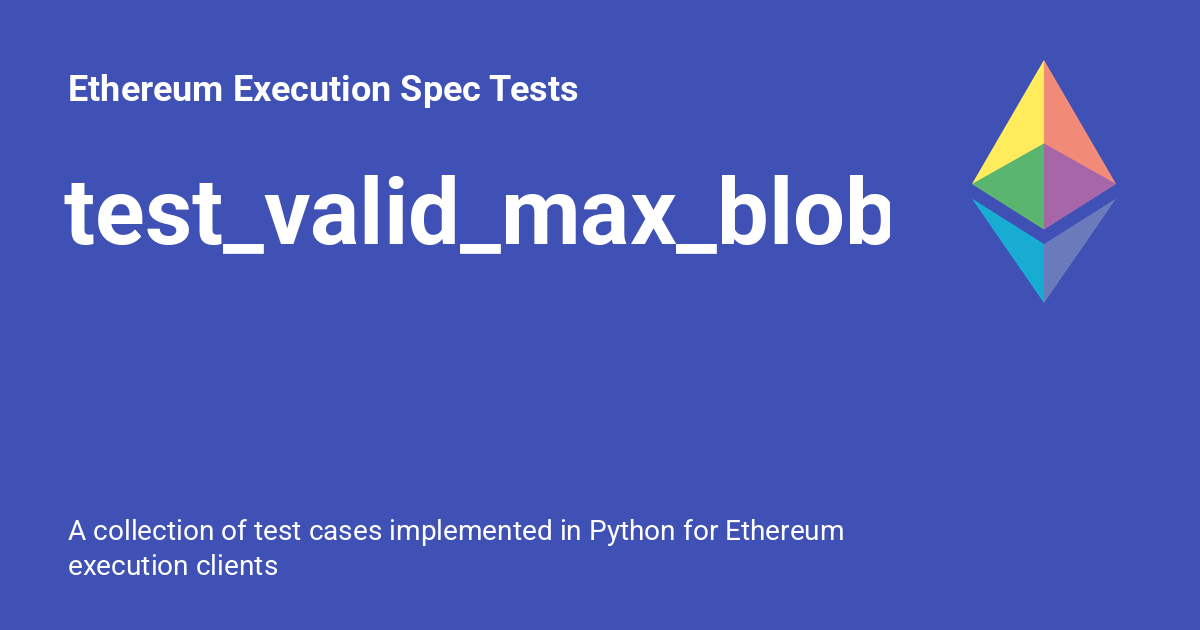 Ethereum Execution Spec Tests
test_valid_max_blob
A collection of test cases implemented in Python for Ethereum
execution clients